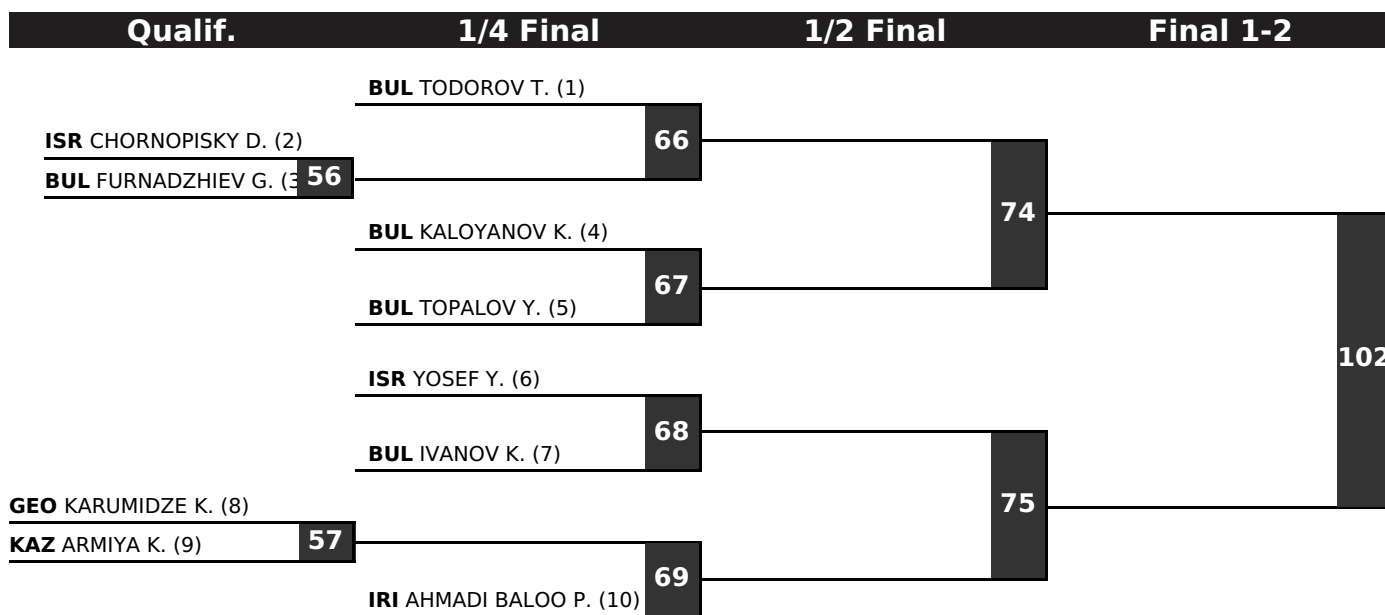 Qualif. 1/4 Final 1/2 Final Final 1-2
BUL TODOROV T. (1)
66
ISR CHORNOPISKY D. (2)
BUL FURNADZHIEV G. (3
56
74
BUL KALOYANOV K. (4)
67
BUL TOPALOV Y. (5)
102
ISR YOSEF Y. (6)
68
BUL IVANOV K. (7)
75
GEO KARUMIDZE K. (8)
KAZ ARMIYA K. (9)
57
69
IRI AHMADI BALOO P. (10)